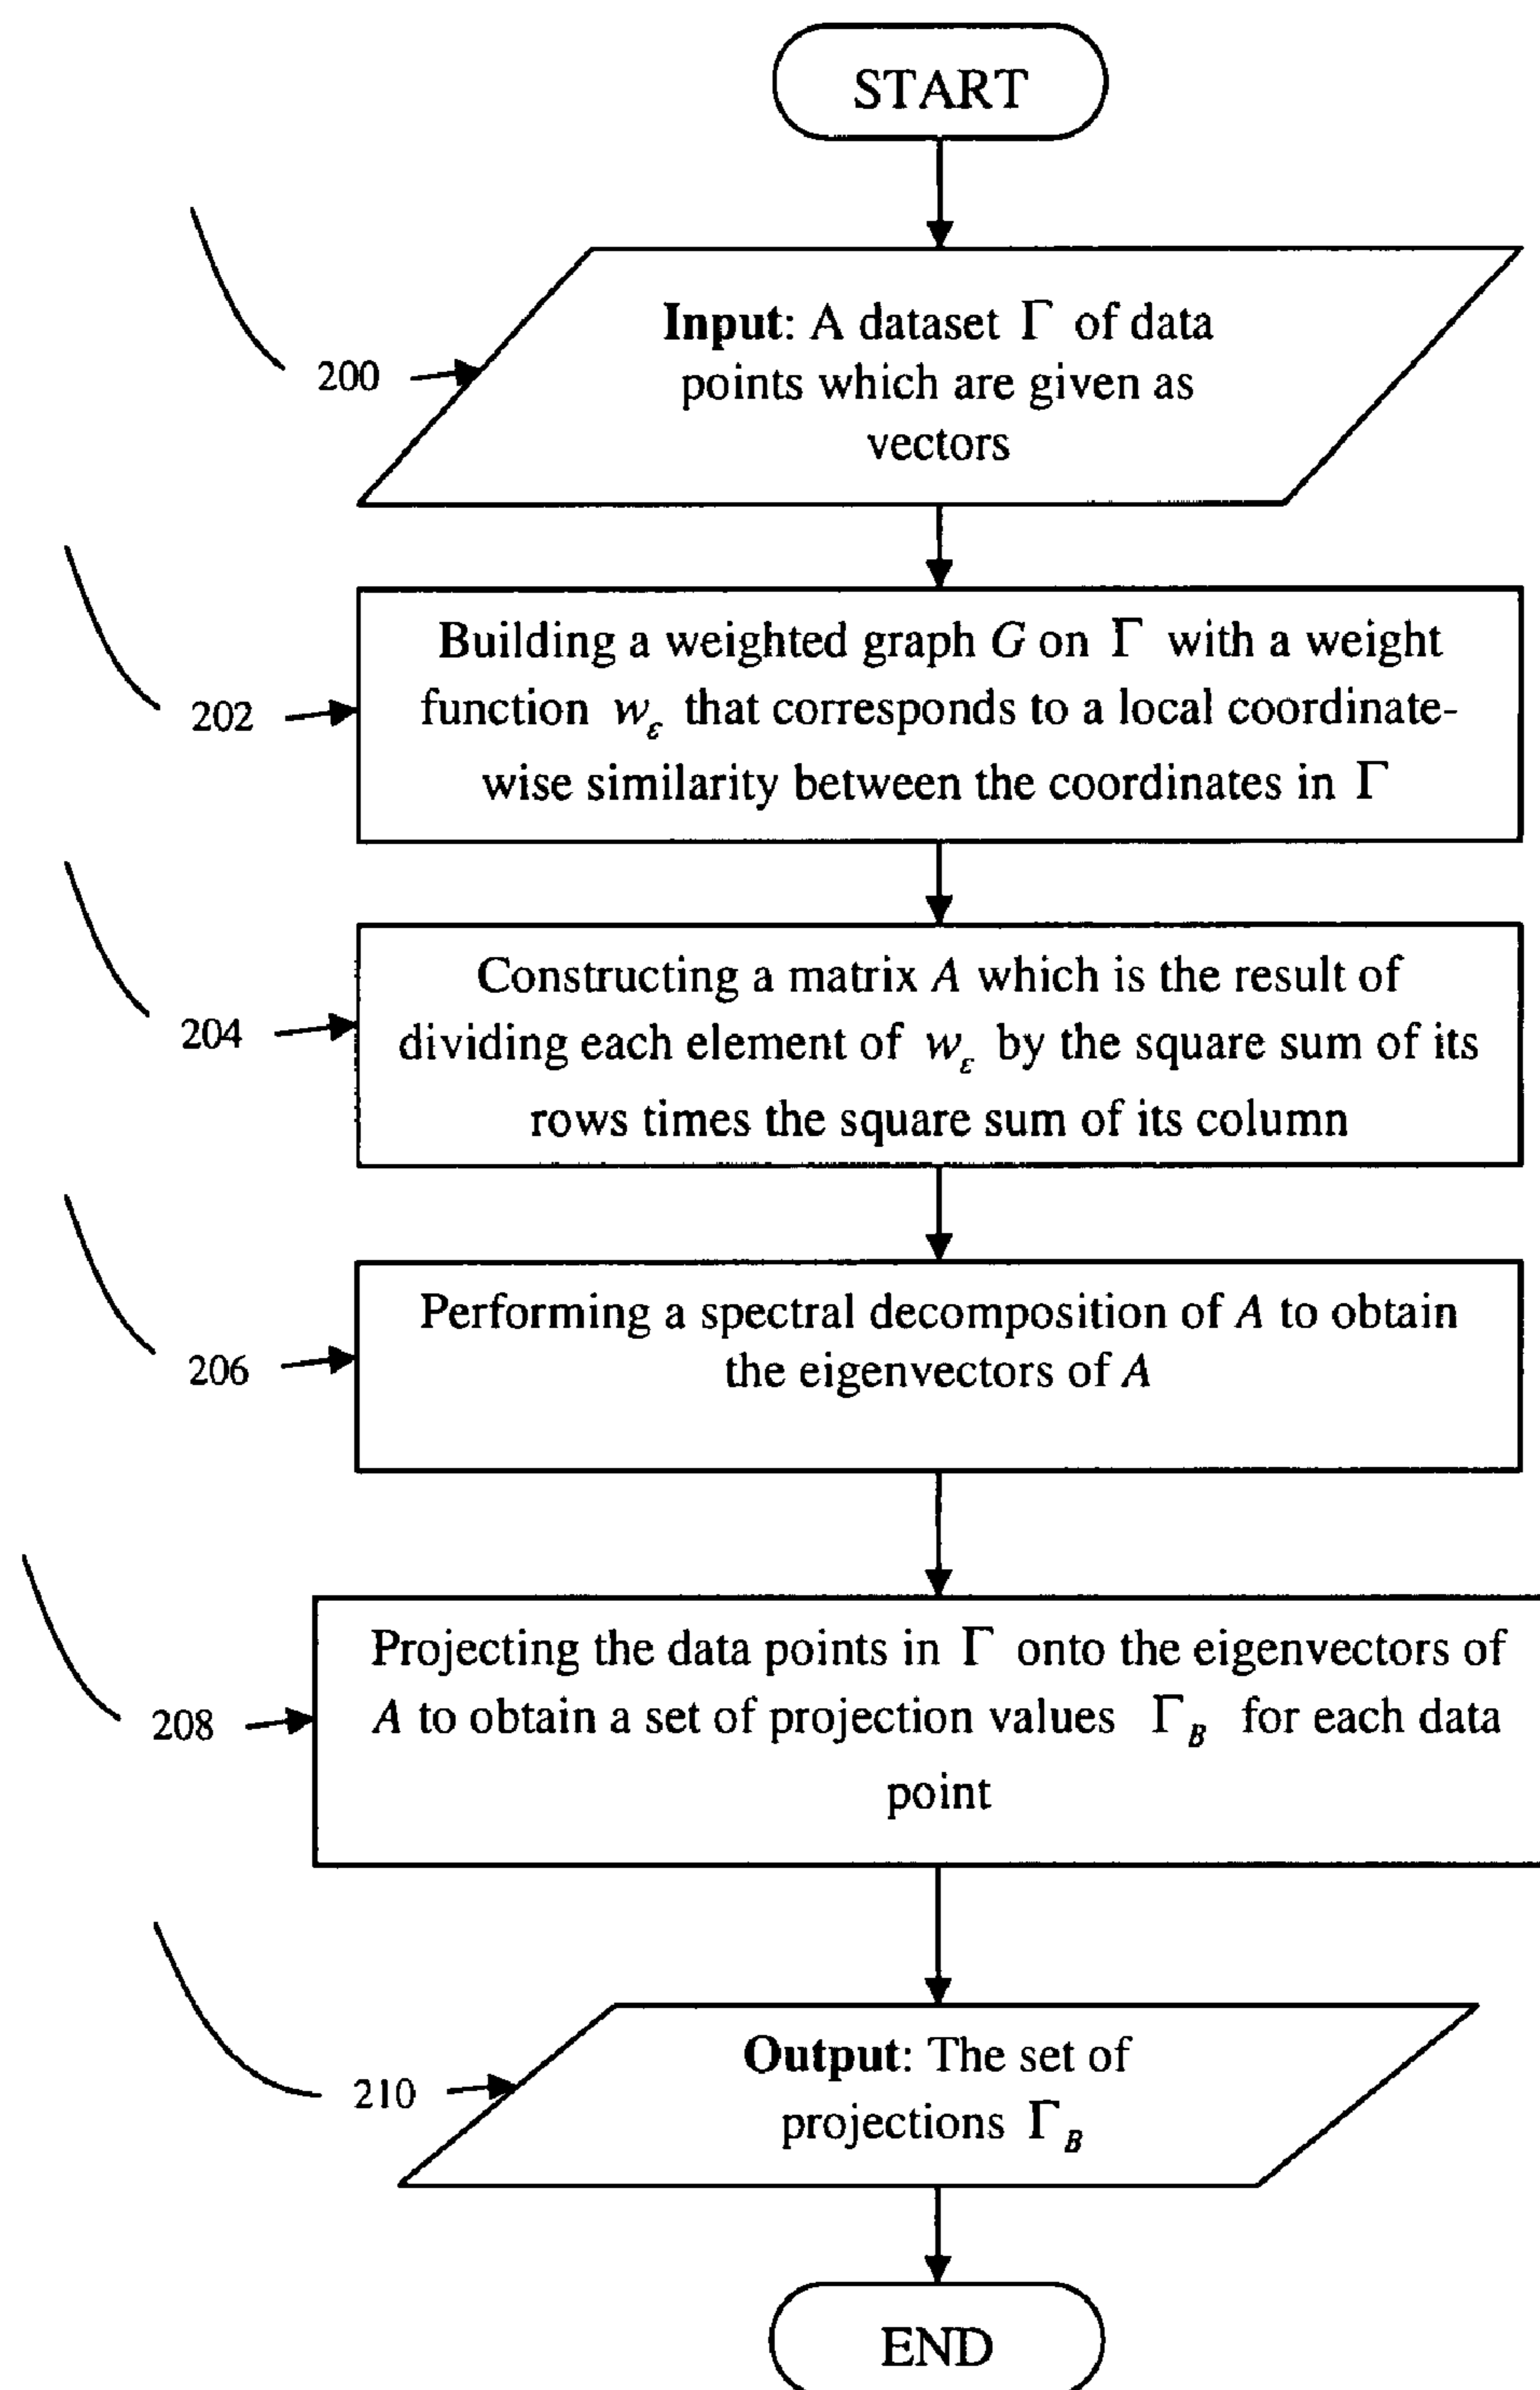 START
Input: A dataset Γ of data
points which are given as
vectors
200
Building a weighted graph G on Γ with a weight
function wε that corresponds to a local coordinate-
wise similarity between the coordinates in Γ
202
Constructing a matrix A which is the result of
dividing each element of wε by the square sum of its
rows times the square sum of its column
204
Performing a spectral decomposition of A to obtain
the eigenvectors of A
206
Projecting the data points in Γ onto the eigenvectors of
A to obtain a set of projection values ΓB for each data
point
208
Output: The set of
projections ΓB
210
END